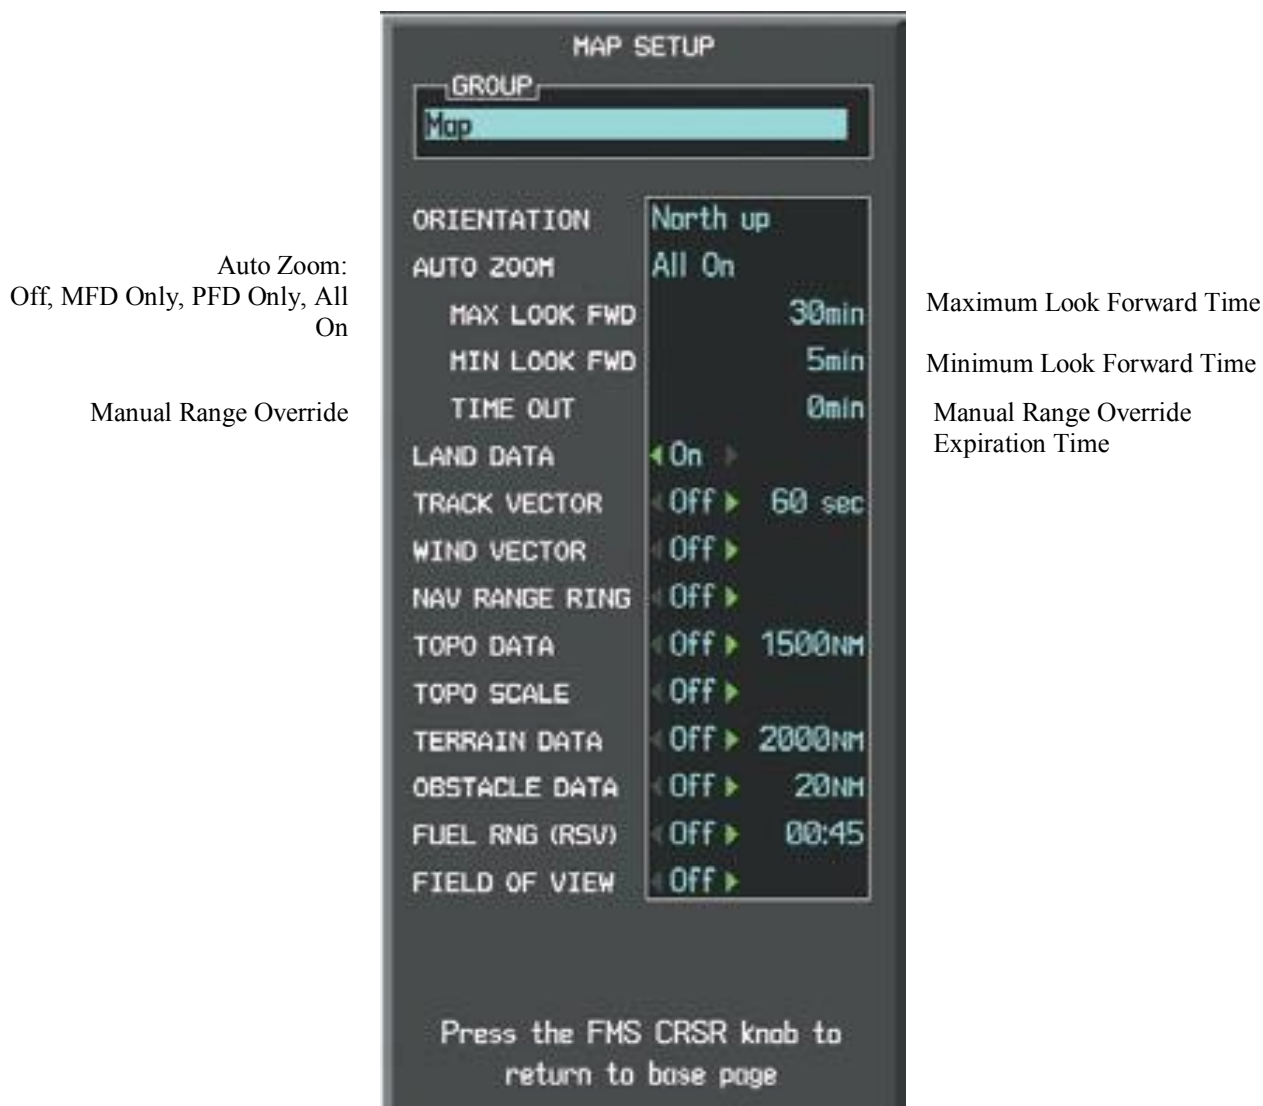 MAP SETUP
GROUP
Map
ORIENTATION North up
Auto Zoom:
Off, MFD Only, PFD Only, All
On
AUTO ZOOM All On
MAX LOOK FWD 30min
Maximum Look Forward Time
MIN LOOK FWD 5min
Minimum Look Forward Time
Manual Range Override
TIME OUT 0min
Manual Range Override
Expiration Time
LAND DATA On
TRACK VECTOR Off 60 sec
WIND VECTOR Off
NAV RANGE RING Off
TOPO DATA Off 1500NM
TOPO SCALE Off
TERRAIN DATA Off 2000NM
OBSTACLE DATA Off 20NM
FUEL RNG (RSV) Off 00:45
FIELD OF VIEW Off
Press the FMS CRSR knob to
return to base page